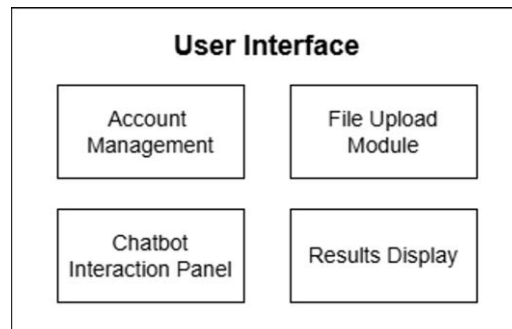 User Interface
Account
Management
File Upload
Module
Chatbot
Interaction Panel
Results Display